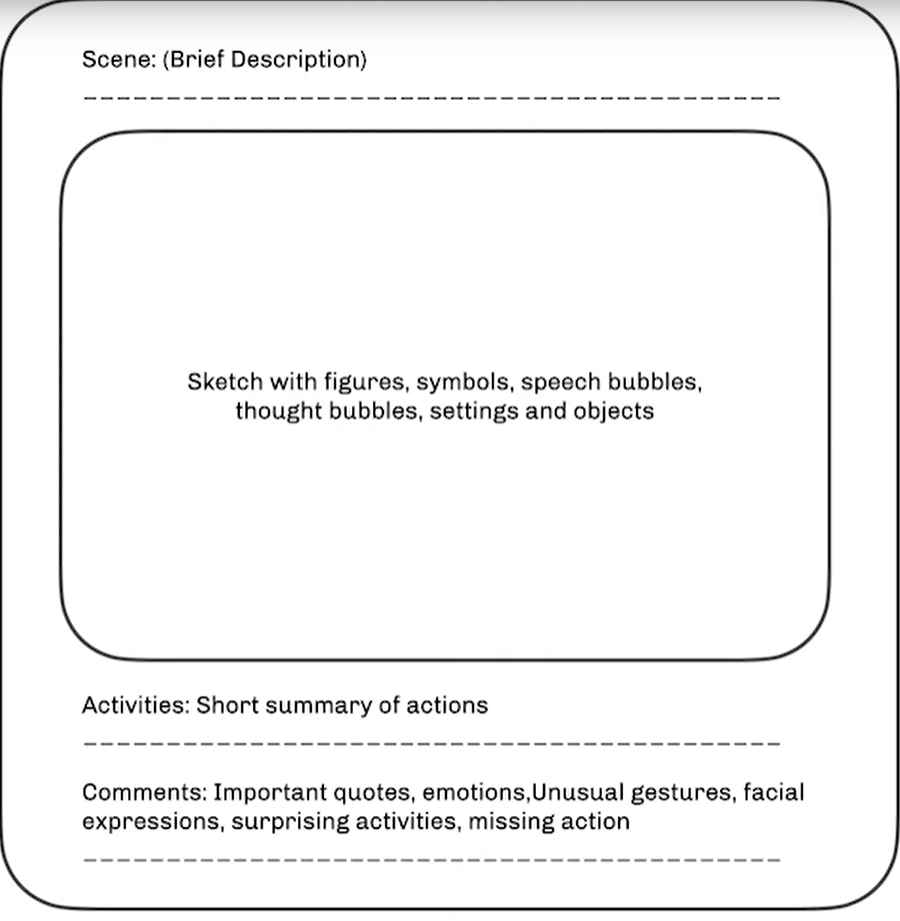 Scene: (Brief Description)
Sketch with figures, symbols, speech bubbles,
thought bubbles, settings and objects
Activities: Short summary of actions
Comments: Important quotes, emotions,Unusual gestures, facial
expressions, surprising activities, missing action